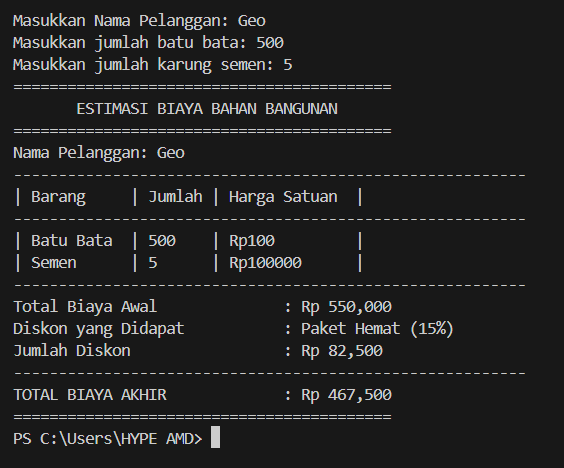 Masukkan Nama Pelanggan: Geo
Masukkan jumlah batu bata: 500
Masukkan jumlah karung semen: 5
==========================================
       ESTIMASI BIAYA BAHAN BANGUNAN
==========================================
Nama Pelanggan: Geo
---------------------------------------------------------
| Barang     | Jumlah | Harga Satuan  |
---------------------------------------------------------
| Batu Bata  | 500    | Rp100         |
| Semen      | 5      | Rp100000      |
---------------------------------------------------------
Total Biaya Awal              : Rp 550,000
Diskon yang Didapat           : Paket Hemat (15%)
Jumlah Diskon                 : Rp 82,500
---------------------------------------------------------
TOTAL BIAYA AKHIR             : Rp 467,500
==========================================
PS C:\Users\HYPE AMD>